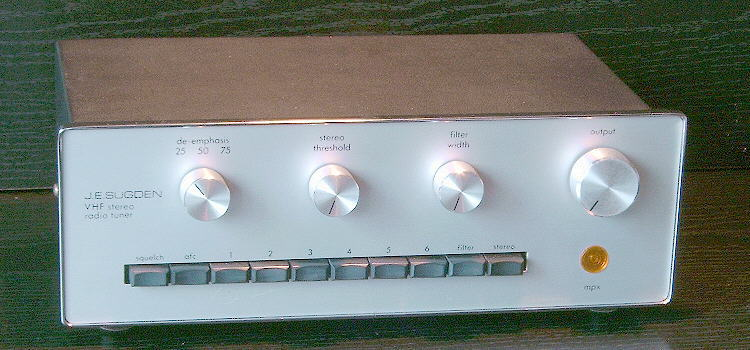 de-emphasis
25 50 75
stereo
threshold
filter
width
output
J.E.SUGDEN
VHF stereo
radio tuner
squelch afc 1 2 3 4 5 6 filter stereo
mpx